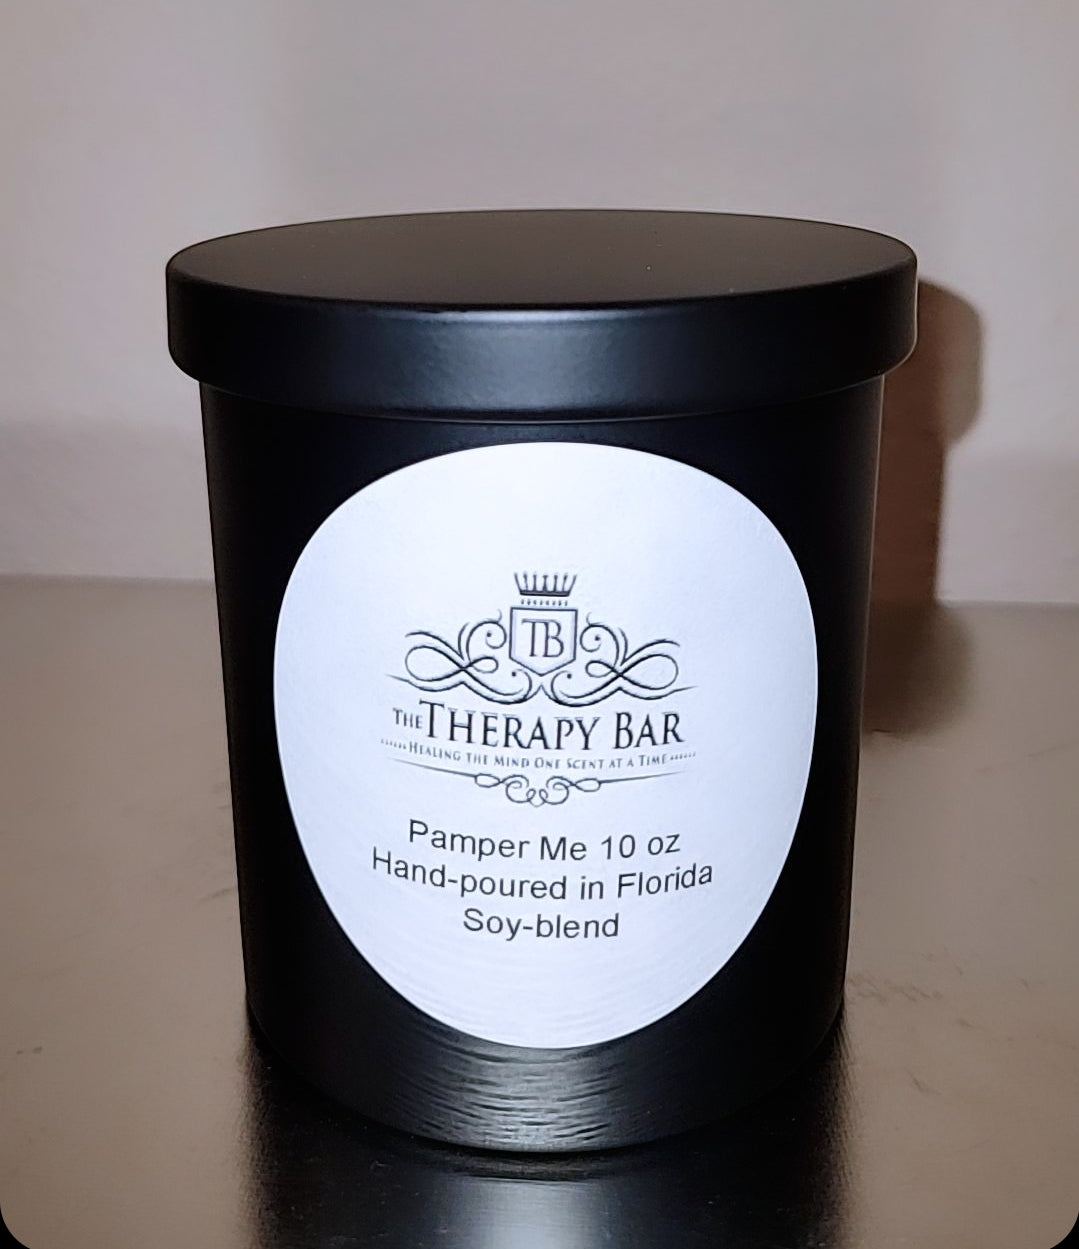 TB
THE THERAPY BAR
HEALING THE MIND ONE SCENT AT A TIME
Pamper Me 10 oz
Hand-poured in Florida
Soy-blend